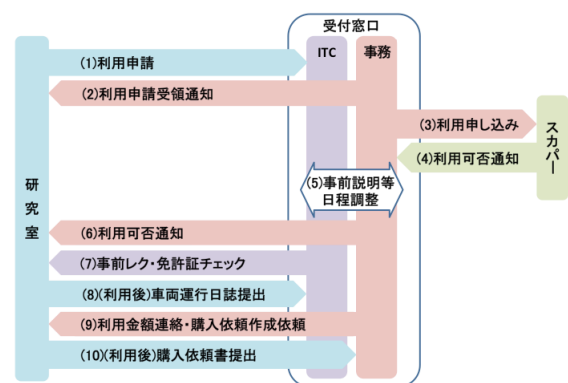 受付窓口
ITC
事務
(1)利用申請
(2)利用申請受領通知
(3)利用申し込み
(4)利用可否通知
スカパー
(5)事前説明等
日程調整
研究室
(6)利用可否通知
(7)事前レク・免許証チェック
(8)(利用後)車両運行日誌提出
(9)利用金額連絡・購入依頼作成依頼
(10)(利用後)購入依頼書提出